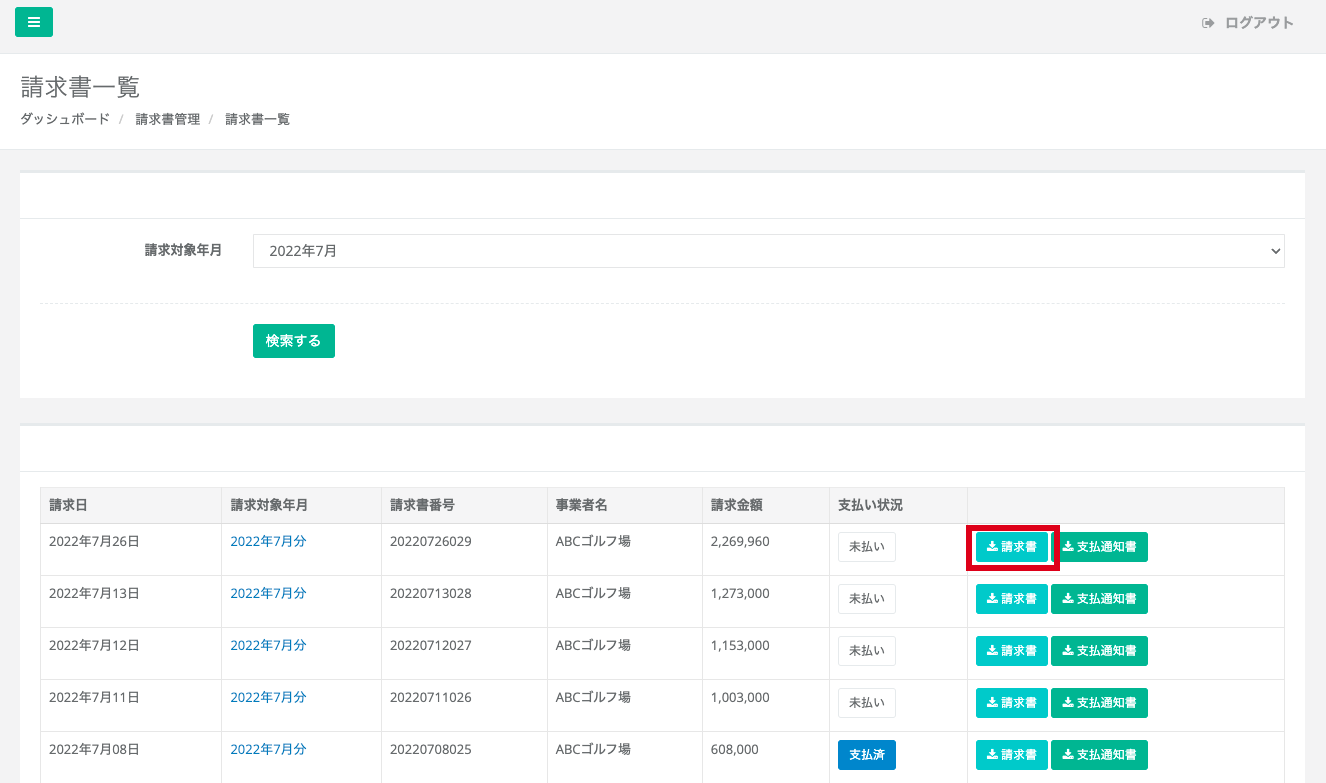 ログアウト
請求書一覧
ダッシュボード / 請求書管理 / 請求書一覧
請求対象年月 2022年7月
検索する
請求日 請求対象年月 請求書番号 事業者名 請求金額 支払い状況
2022年7月26日 2022年7月分 20220726029 ABCゴルフ場 2,269,960 未払い 請求書 支払通知書
2022年7月13日 2022年7月分 20220713028 ABCゴルフ場 1,273,000 未払い 請求書 支払通知書
2022年7月12日 2022年7月分 20220712027 ABCゴルフ場 1,153,000 未払い 請求書 支払通知書
2022年7月11日 2022年7月分 20220711026 ABCゴルフ場 1,003,000 未払い 請求書 支払通知書
2022年7月08日 2022年7月分 20220708025 ABCゴルフ場 608,000 支払済 請求書 支払通知書